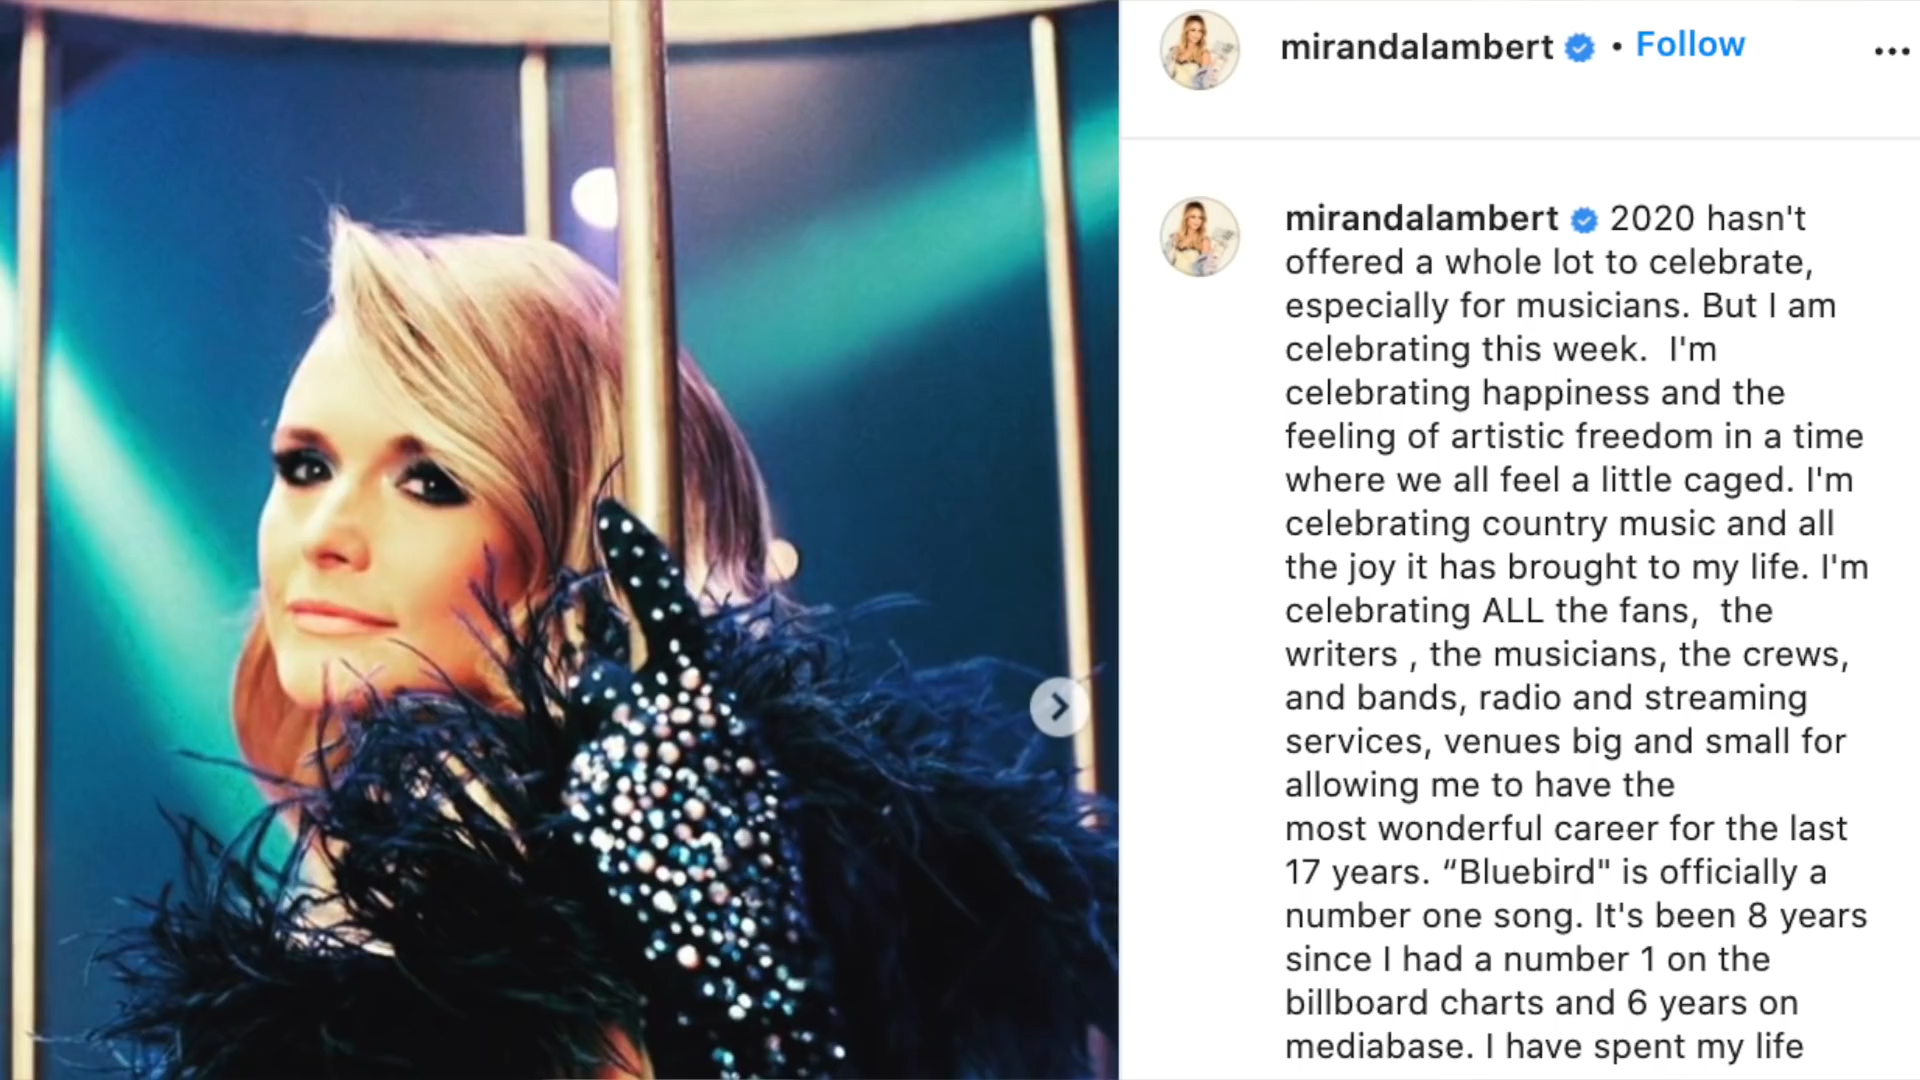 mirandalambert • Follow
mirandalambert 2020 hasn't
offered a whole lot to celebrate,
especially for musicians. But I am
celebrating this week.  I'm
celebrating happiness and the
feeling of artistic freedom in a time
where we all feel a little caged. I'm
celebrating country music and all
the joy it has brought to my life. I'm
celebrating ALL the fans,  the
writers , the musicians, the crews,
and bands, radio and streaming
services, venues big and small for
allowing me to have the
most wonderful career for the last
17 years. “Bluebird" is officially a
number one song. It's been 8 years
since I had a number 1 on the
billboard charts and 6 years on
mediabase. I have spent my life